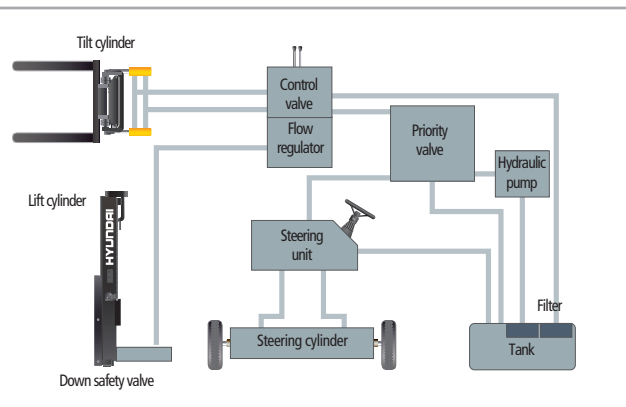 Tilt cylinder
Control
valve
Flow
regulator
Priority
valve
Hydraulic
pump
Lift cylinder
HYUNDAI
Steering
unit
Filter
Steering cylinder
Tank
Down safety valve